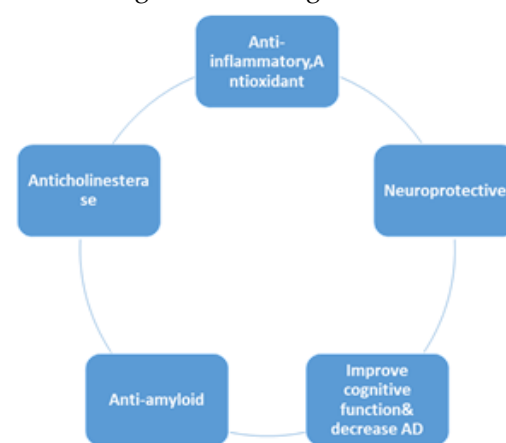 Anti-
inflammatory,A
ntioxidant
Neuroprotective
Improve
cognitive
function&
decrease AD
Anti-amyloid
Anticholinestera
se